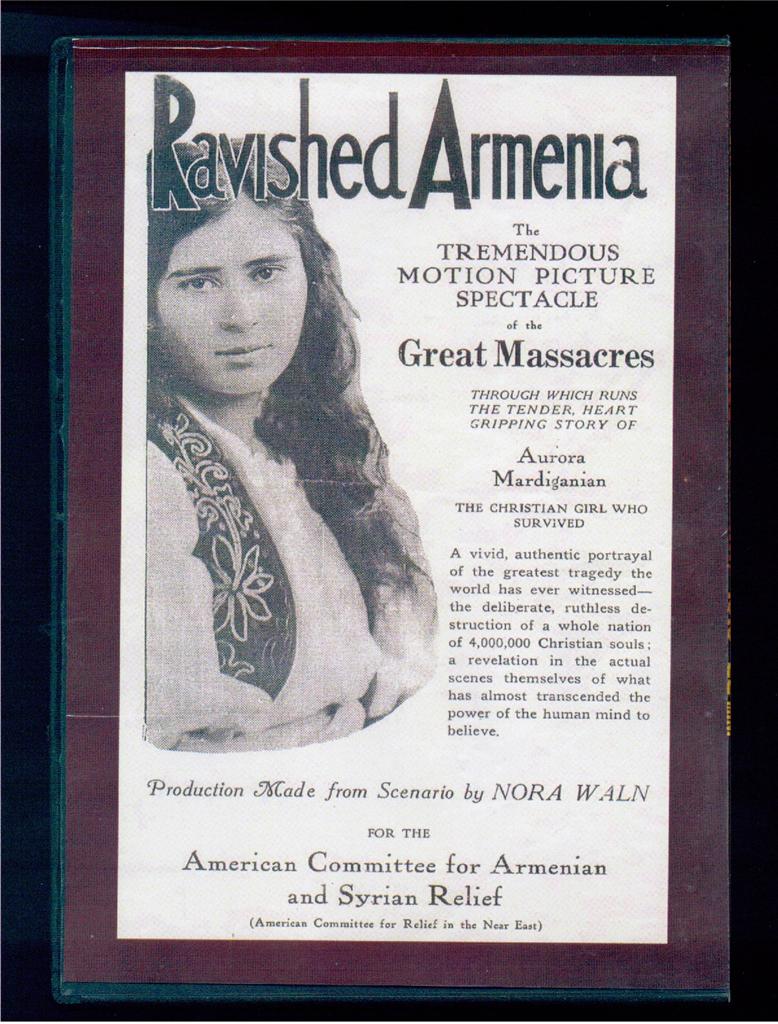 Ravished Armenia
The
TREMENDOUS
MOTION PICTURE
SPECTACLE
of the
Great Massacres
THROUGH WHICH RUNS
THE TENDER, HEART
GRIPPING STORY OF
Aurora
Mardiganian
THE CHRISTIAN GIRL WHO
SURVIVED
A vivid, authentic portrayal
of the greatest tragedy the
world has ever witnessed—
the deliberate, ruthless de-
struction of a whole nation
of 4,000,000 Christian souls;
a revelation in the actual
scenes themselves of what
has almost transcended the
power of the human mind to
believe.
Production Made from Scenario by NORA WALN
FOR THE
American Committee for Armenian
and Syrian Relief
(American Committee for Relief in the Near East)